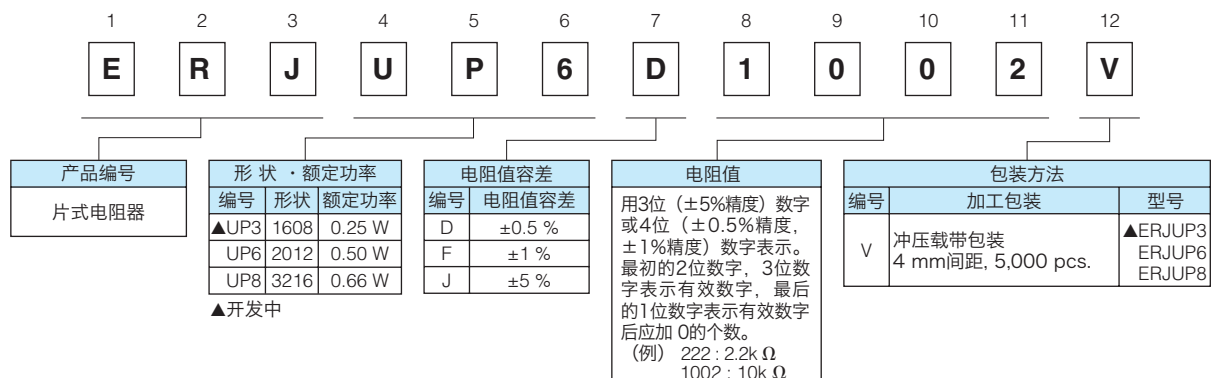 1 2 3 4 5 6 7 8 9 10 11 12
E R J U P 6 D 1 0 0 2 V
产品编号
片式电阻器
形 状 ・额定功率
编号 形状 额定功率
▲UP3 1608 0.25 W
UP6 2012 0.50 W
UP8 3216 0.66 W
▲开发中
电阻值容差
编号 电阻值容差
D ±0.5 %
F ±1 %
J ±5 %
电阻值
用3位（±5%精度）数字
或4位（±0.5%精度，
±1%精度）数字表示。
最初的2位数字，3位数
字表示有效数字，最后
的1位数字表示有效数字
后应加 0的个数。
（例） 222 : 2.2k Ω
1002 : 10k Ω
包装方法
编号 加工包装 型号
V 冲压载带包装
4 mm间距, 5,000 pcs.
▲ERJUP3
ERJUP6
ERJUP8